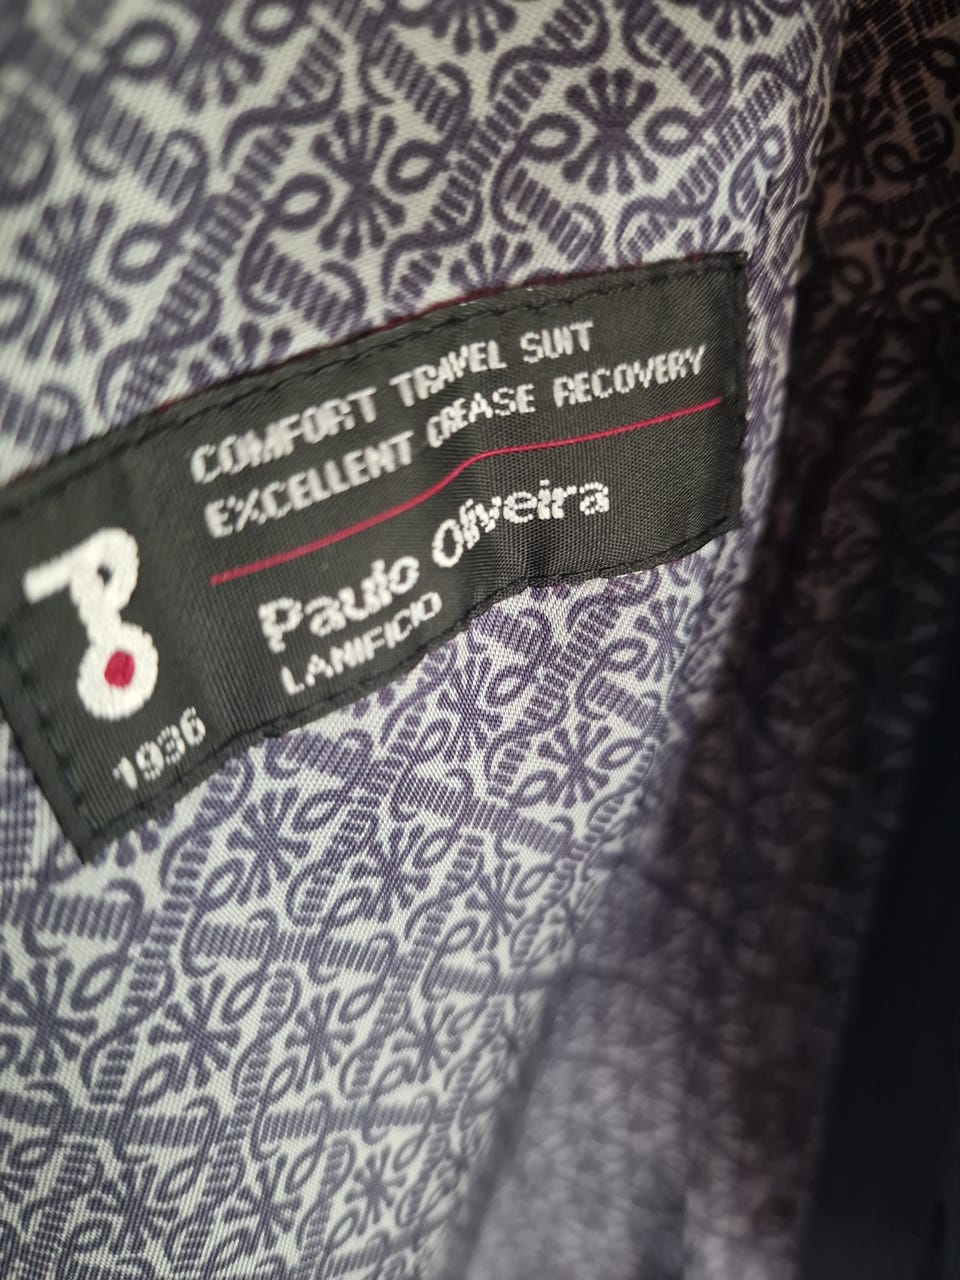 COMFORT TRAVEL SUIT
EXCELLENT CREASE RECOVERY
Paulo Oliveira
LANIFICIO
1936